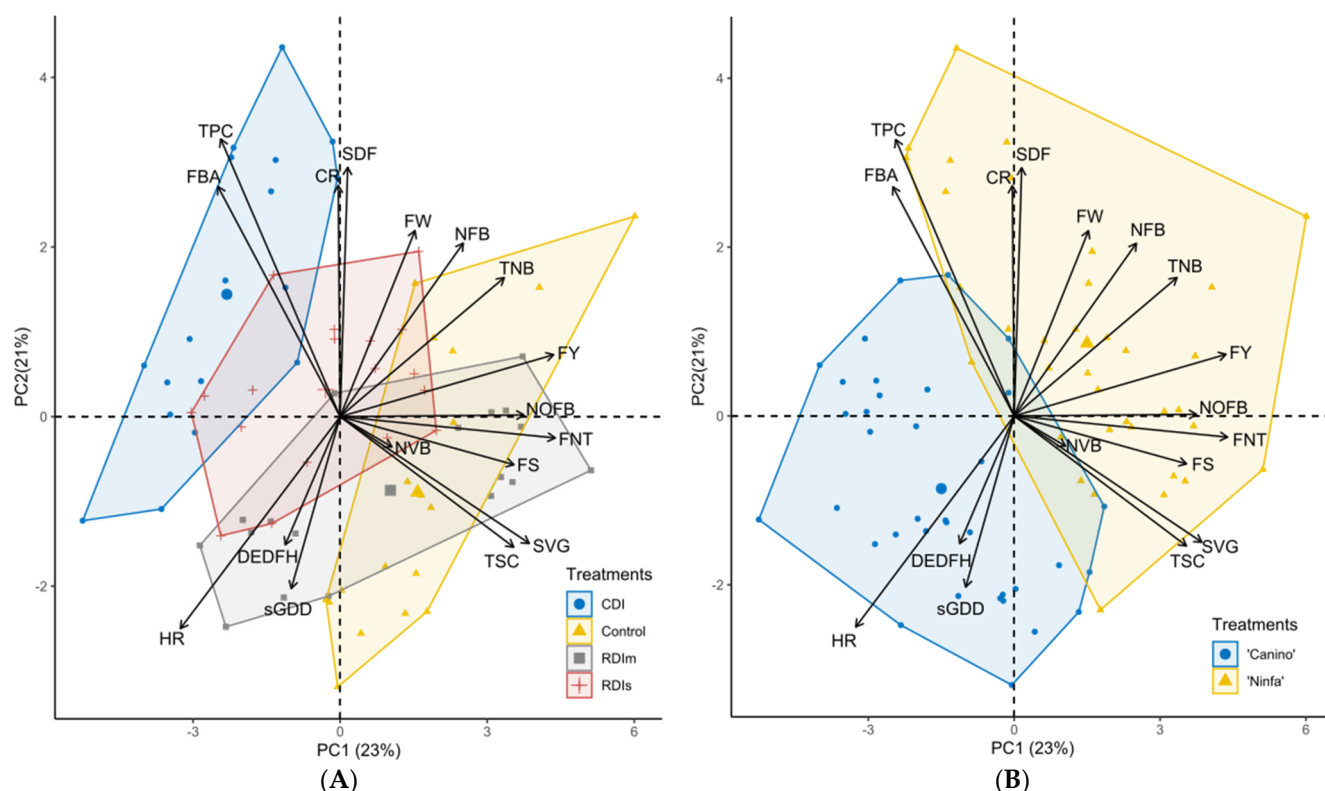 4
2
0
-2
PC2(21%)
-3
0
3
6
PC1 (23%)
TPC
FBA
SDF
CR
FW
NFB
TNB
FY
NOFB
FNT
NVB
FS
SVG
TSC
DEDFH
sGDD
HR
Treatments
CDI
Control
RDIm
RDIs
(A)
4
2
0
-2
PC2(21%)
-3
0
3
6
PC1 (23%)
TPC
FBA
SDF
CR
FW
NFB
TNB
FY
NOFB
FNT
NVB
FS
SVG
TSC
DEDFH
sGDD
HR
Treatments
'Canino'
'Ninfa'
(B)